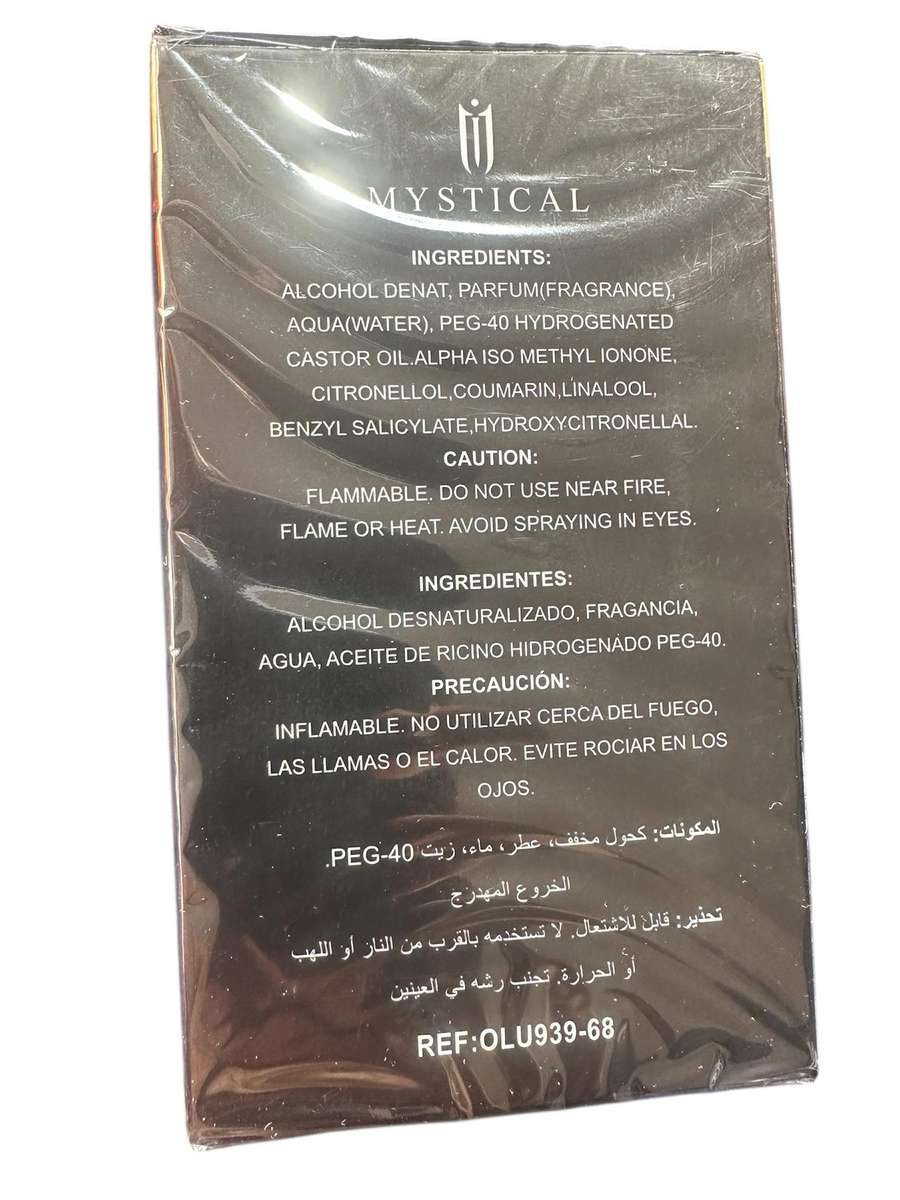 MYSTICAL
INGREDIENTS:
ALCOHOL DENAT, PARFUM(FRAGRANCE),
AQUA(WATER), PEG-40 HYDROGENATED
CASTOR OIL.ALPHA ISO METHYL IONONE,
CITRONELLOL,COUMARIN,LINALOOL,
BENZYL SALICYLATE,HYDROXYCITRONELLAL.
CAUTION:
FLAMMABLE. DO NOT USE NEAR FIRE,
FLAME OR HEAT. AVOID SPRAYING IN EYES.
INGREDIENTES:
ALCOHOL DESNATURALIZADO, FRAGANCIA,
AGUA, ACEITE DE RICINO HIDROGENADO PEG-40.
PRECAUCIÓN:
INFLAMABLE. NO UTILIZAR CERCA DEL FUEGO,
LAS LLAMAS O EL CALOR. EVITE ROCIAR EN LOS
OJOS.
المكونات: كحول مخفف، عطر، ماء، زيت PEG-40.
الخروع المهدرج
تحذير: قابل للاشتعال. لا تستخدمه بالقرب من النار أو اللهب
أو الحرارة. تجنب رشه في العينين
REF:OLU939-68